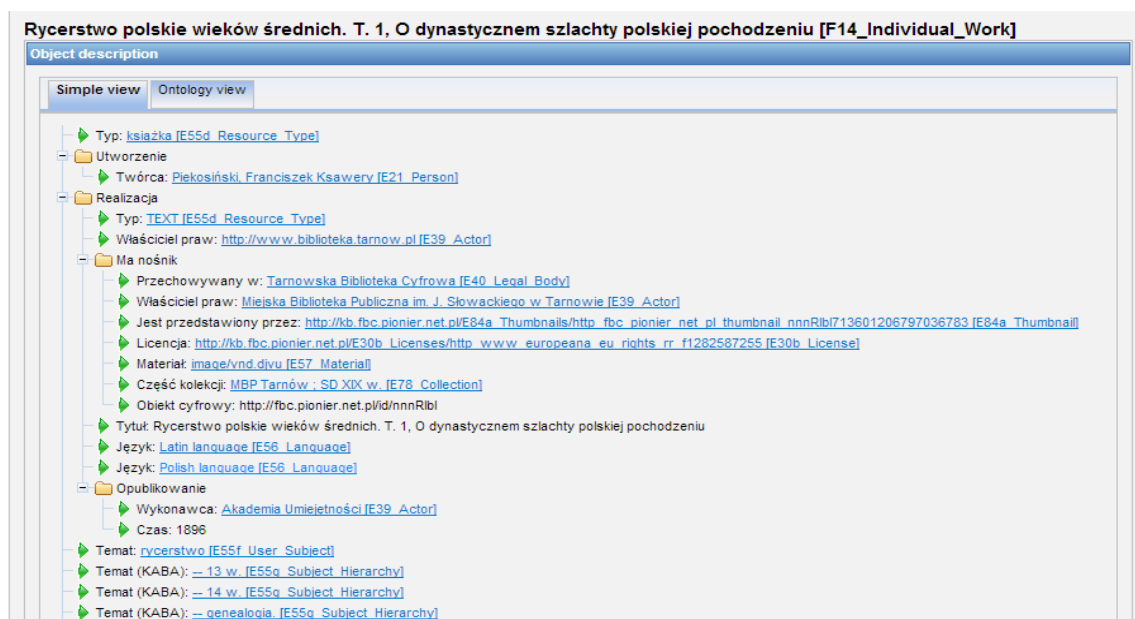 Rycerstwo polskie wieków średnich. T. 1, O dynastycznem szlachty polskiej pochodzeniu [F14_Individual_Work]
Object description
Simple view Ontology view
Typ: książka [E55d_Resource_Type]
Utworzenie
Twórca: Piekosiński, Franciszek Ksawery [E21_Person]
Realizacja
Typ: TEXT [E55d_Resource_Type]
Właściciel praw: http://www.biblioteka.tarnow.pl [E39_Actor]
Ma nośnik
Przechowywany w: Tarnowska Biblioteka Cyfrowa [E40_Legal_Body]
Właściciel praw: Miejska Biblioteka Publiczna im. J. Słowackiego w Tarnowie [E39_Actor]
Jest przedstawiony przez: http://kb.fbc.pionier.net.pl/E84a_Thumbnails/http_fbc_pionier_net_pl_thumbnail_nnnRlbl713601206797036783 [E84a_Thumbnail]
Licencja: http://kb.fbc.pionier.net.pl/E30b_Licenses/http_www_europeana_eu_rights_rr_f1282587255 [E30b_License]
Materiał: image/vnd.djvu [E57_Material]
Część kolekcji: MBP Tarnów ; SD XIX w. [E78_Collection]
Obiekt cyfrowy: http://fbc.pionier.net.pl/id/nnnRlbl
Tytuł: Rycerstwo polskie wieków średnich. T. 1, O dynastycznem szlachty polskiej pochodzeniu
Język: Latin language [E56_Language]
Język: Polish language [E56_Language]
Opublikowanie
Wykonawca: Akademia Umiejętności [E39_Actor]
Czas: 1896
Temat: rycerstwo [E55f_User_Subject]
Temat (KABA): -- 13 w. [E55g_Subject_Hierarchy]
Temat (KABA): -- 14 w. [E55g_Subject_Hierarchy]
Temat (KABA): -- genealogia. [E55g_Subject_Hierarchy]